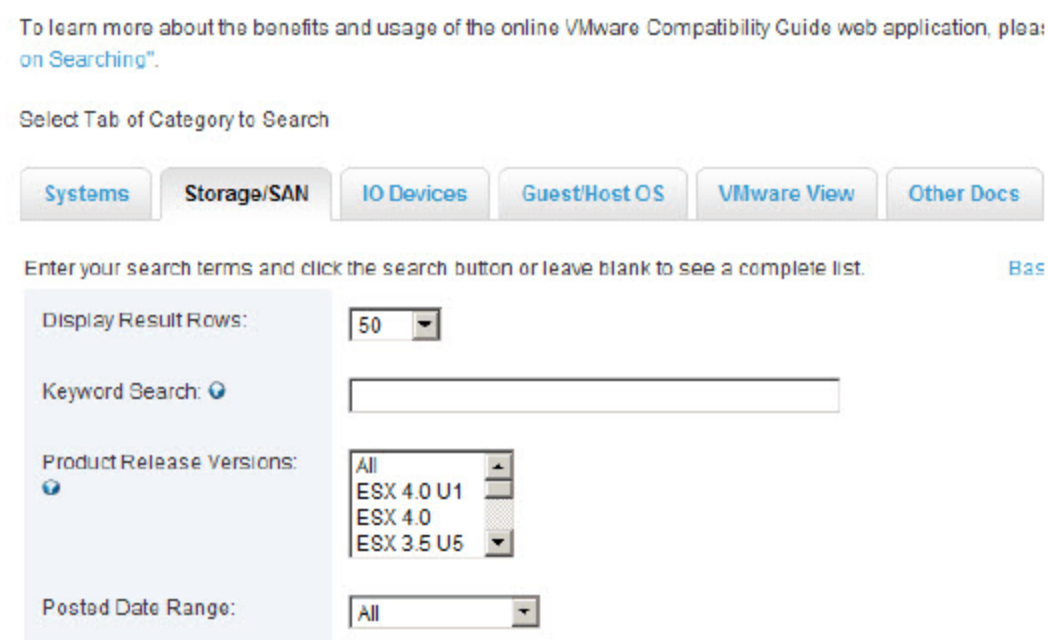 To learn more about the benefits and usage of the online VMware Compatibility Guide web application,
on Searching".
Select Tab of Category to Search
Systems Storage/SAN IO Devices Guest/Host OS VMware View Other Docs
Enter your search terms and click the search button or leave blank to see a complete list. Bas
Display Result Rows: 50
Keyword Search:
Product Release Versions: All
ESX 4.0 U1
ESX 4.0
ESX 3.5 U5
Posted Date Range: All